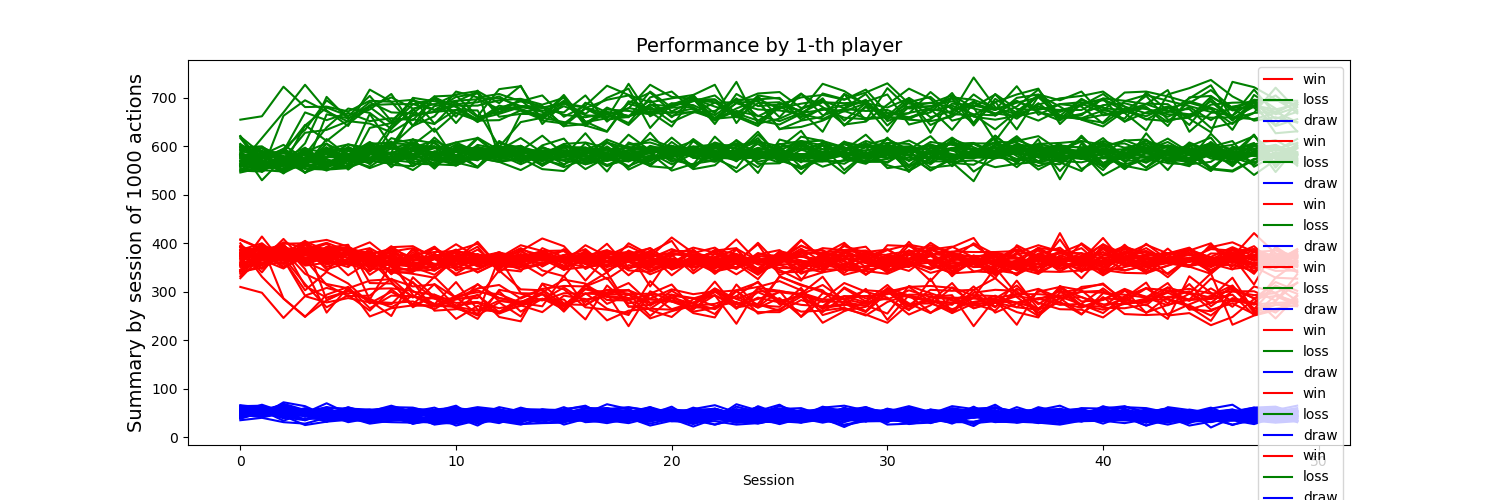 Performance by 1-th player
Summary by session of 1000 actions
700
600
500
400
300
200
100
0
0
10
20
30
40
50
Session
win
loss
draw
win
loss
draw
win
loss
draw
win
loss
draw
win
loss
draw
win
loss
draw
win
loss
draw